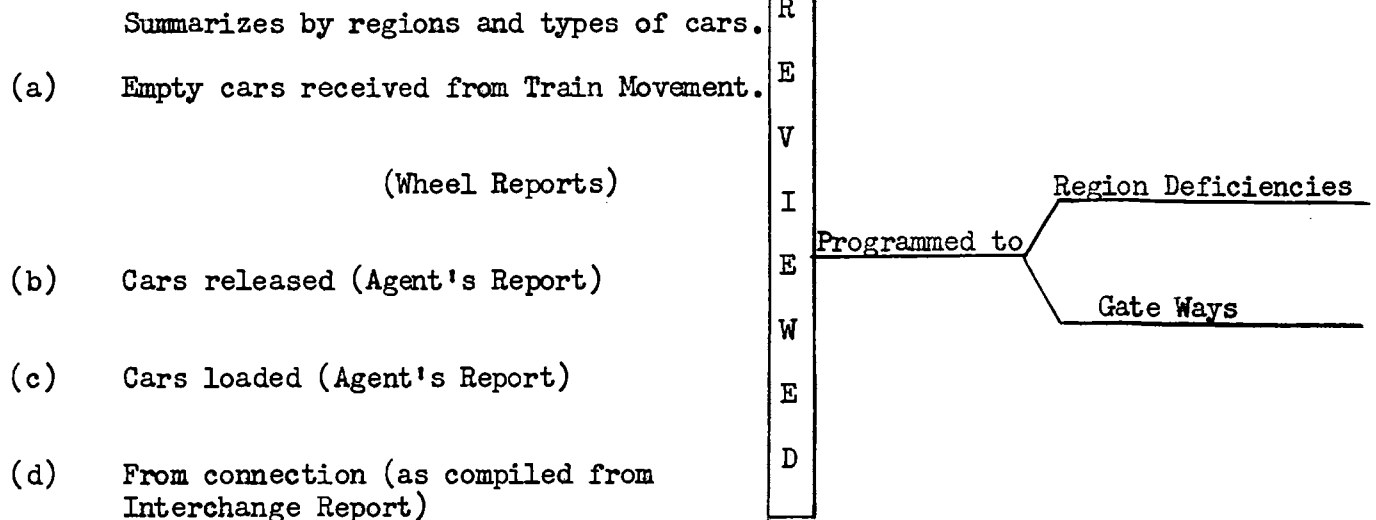 Summarizes by regions and types of cars.
(a) Empty cars received from Train Movement.
(Wheel Reports)
(b) Cars released (Agent's Report)
(c) Cars loaded (Agent's Report)
(d) From connection (as compiled from
Interchange Report)
R
E
V
I
E
W
E
D
Programmed to
Region Deficiencies
Gate Ways